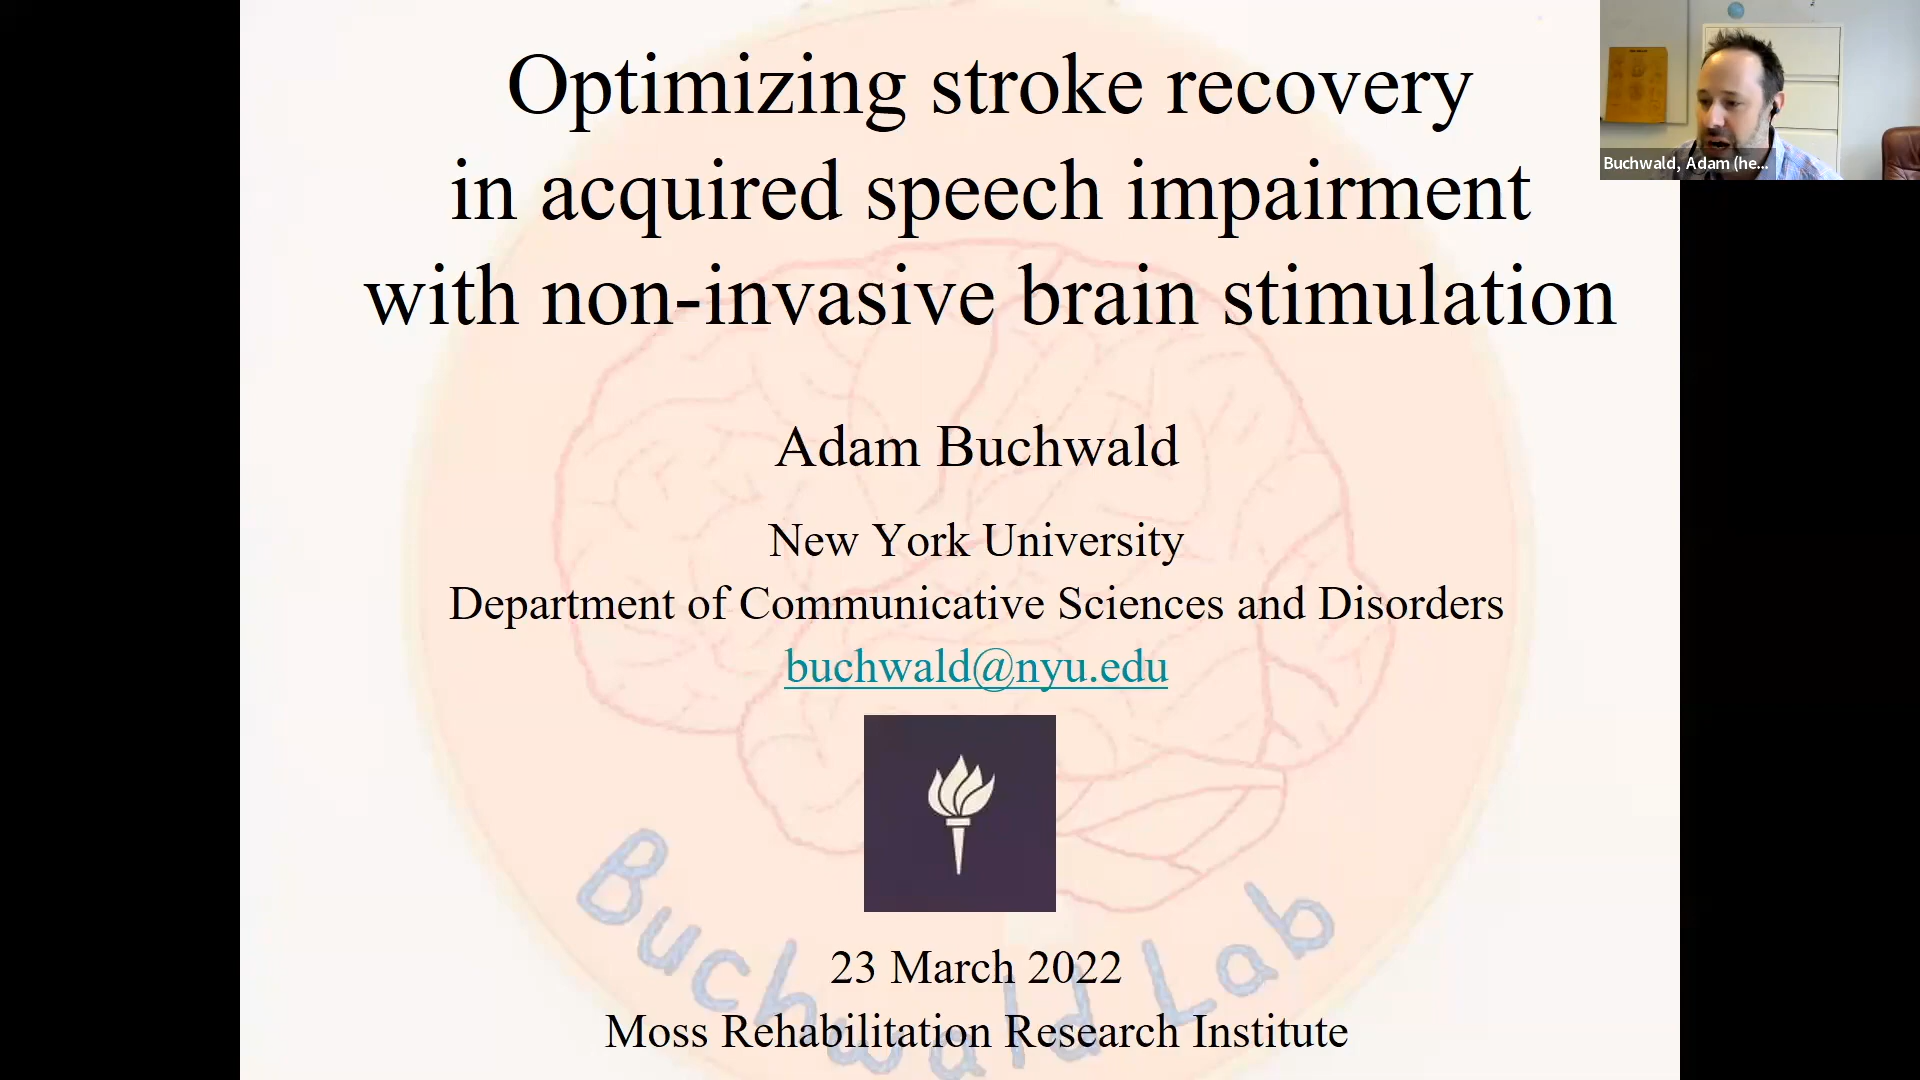 Optimizing stroke recovery
in acquired speech impairment
with non-invasive brain stimulation
Buchwald, Adam (he...
Adam Buchwald
New York University
Department of Communicative Sciences and Disorders
buchwald@nyu.edu
Buchwald Lab
23 March 2022
Moss Rehabilitation Research Institute